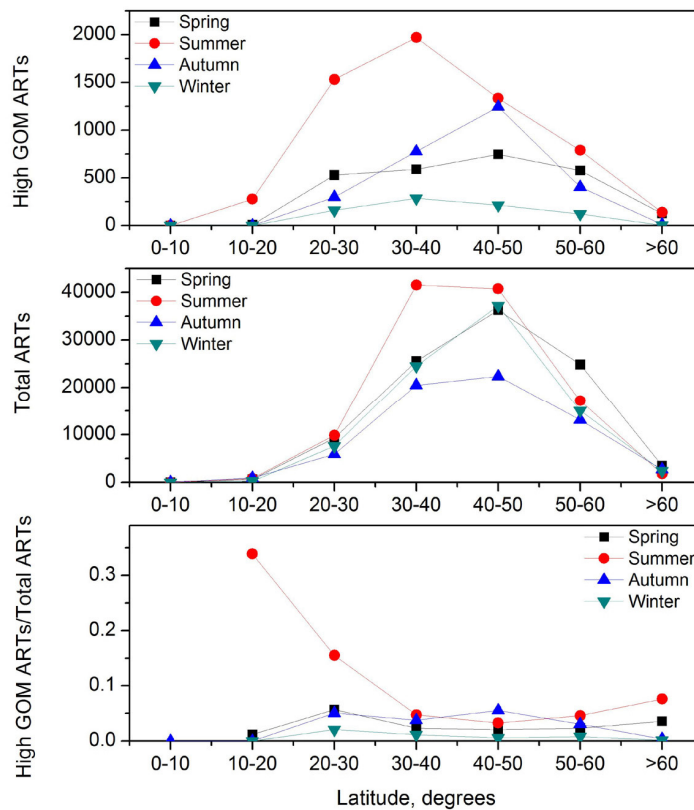 High GOM ARTs
2000
1500
1000
500
0
Spring
Summer
Autumn
Winter
0-10 10-20 20-30 30-40 40-50 50-60 >60
Total ARTs
40000
30000
20000
10000
0
Spring
Summer
Autumn
Winter
0-10 10-20 20-30 30-40 40-50 50-60 >60
High GOM ARTs/Total ARTs
0.3
0.2
0.1
0.0
Spring
Summer
Autumn
Winter
0-10 10-20 20-30 30-40 40-50 50-60 >60
Latitude, degrees